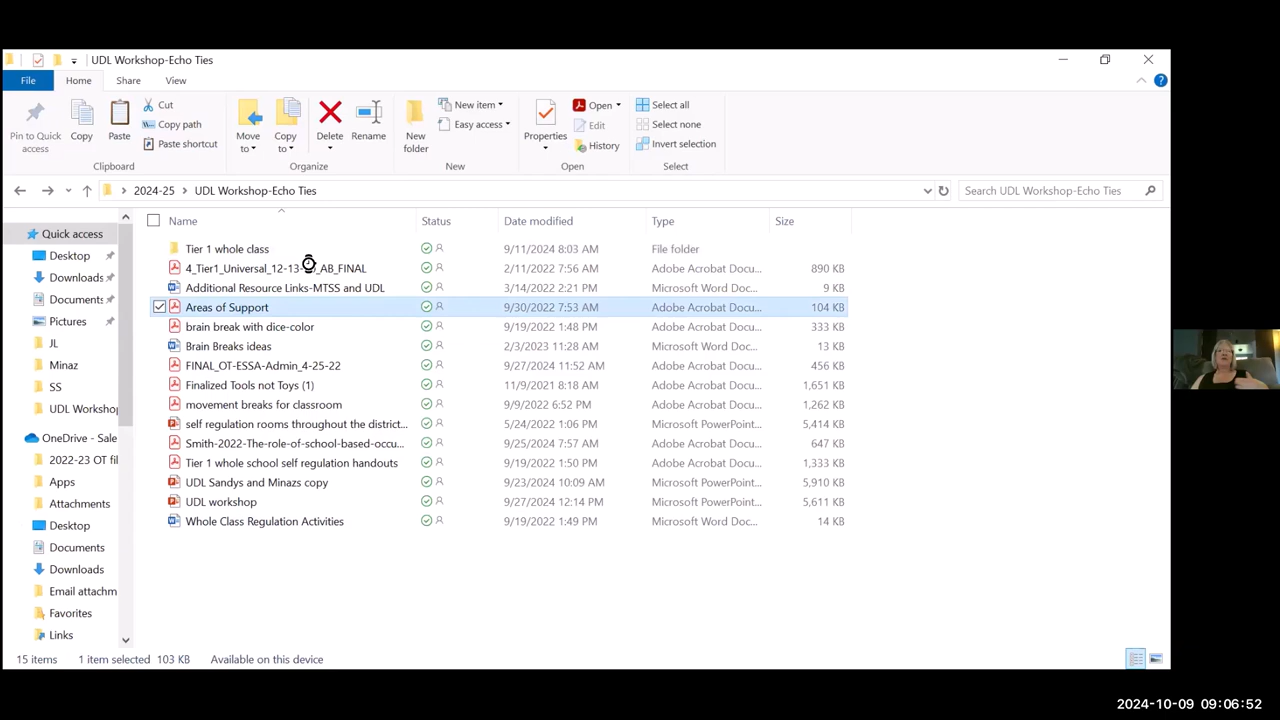 UDL Workshop-Echo Ties
File Home Share View
Pin to Quick access
Copy
Paste
Cut
Copy path
Paste shortcut
Clipboard
Move to
Copy to
Delete
Rename
Organize
New folder
New item
Easy access
New
Properties
Open
Edit
History
Open
Select all
Select none
Invert selection
Select
2024-25 UDL Workshop-Echo Ties
Search UDL Workshop-Echo Ties
Quick access
Desktop
Downloads
Documents
Pictures
JL
Minaz
SS
UDL Workshop
OneDrive - Sale
2022-23 OT fil
Apps
Attachments
Desktop
Documents
Downloads
Email attachm
Favorites
Links
Name Status Date modified Type Size
Tier 1 whole class 9/11/2024 8:03 AM File folder
4_Tier1_Universal_12-13- _AB_FINAL 2/11/2022 7:56 AM Adobe Acrobat Docu... 890 KB
Additional Resource Links-MTSS and UDL 3/14/2022 2:21 PM Microsoft Word Doc... 9 KB
Areas of Support 9/30/2022 7:53 AM Adobe Acrobat Docu... 104 KB
brain break with dice-color 9/19/2022 1:48 PM Adobe Acrobat Docu... 333 KB
Brain Breaks ideas 2/3/2023 11:28 AM Microsoft Word Doc... 13 KB
FINAL_OT-ESSA-Admin_4-25-22 9/27/2024 11:52 AM Adobe Acrobat Docu... 456 KB
Finalized Tools not Toys (1) 11/9/2021 8:18 AM Adobe Acrobat Docu... 1,651 KB
movement breaks for classroom 9/9/2022 6:52 PM Adobe Acrobat Docu... 1,262 KB
self regulation rooms throughout the district... 5/24/2022 1:06 PM Microsoft PowerPoint... 5,414 KB
Smith-2022-The-role-of-school-based-occu... 9/25/2024 7:57 AM Adobe Acrobat Docu... 647 KB
Tier 1 whole school self regulation handouts 9/19/2022 1:50 PM Adobe Acrobat Docu... 1,333 KB
UDL Sandys and Minazs copy 9/23/2024 10:09 AM Microsoft PowerPoint... 5,910 KB
UDL workshop 9/27/2024 12:14 PM Microsoft PowerPoint... 5,611 KB
Whole Class Regulation Activities 9/19/2022 1:49 PM Microsoft Word Doc... 14 KB
15 items 1 item selected 103 KB Available on this device
2024-10-09 09:06:52